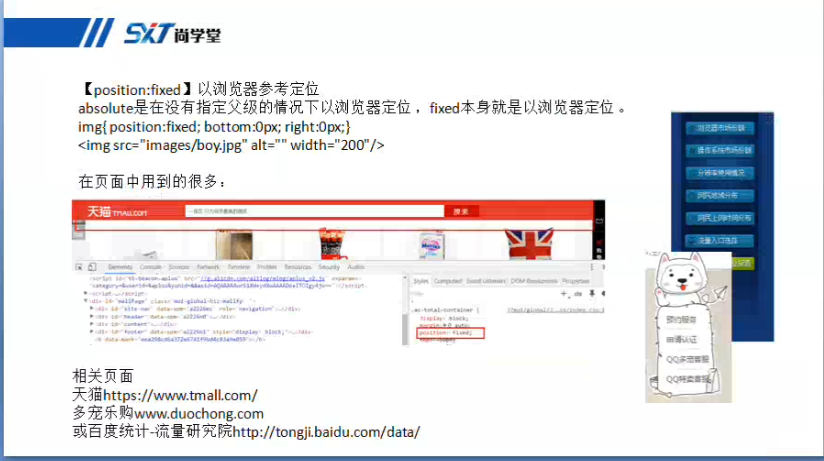 SXT尚学堂
【position:fixed】以浏览器参考定位
absolute是在没有指定父级的情况下以浏览器定位，fixed本身就是以浏览器定位 。
img{ position:fixed; bottom:0px; right:0px;}
<img src="images/boy.jpg" alt="" width="200"/>
在页面中用到的很多：
天猫 TMALL.COM
搜索
Elements Console Sources Network Timeline Profiles Resources Security Audits
Styles Computed Event Listeners DOM Breakpoints Properties
display: block;
position: fixed;
浏览器市场份额
操作系统市场份额
分辨率使用情况
网民地域分布
网民上网时间分布
流量入口选择
预约服务
申请认证
QQ多宠客服
QQ特卖客服
相关页面
天猫https://www.tmall.com/
多宠乐购www.duochong.com
或百度统计-流量研究院http://tongji.baidu.com/data/